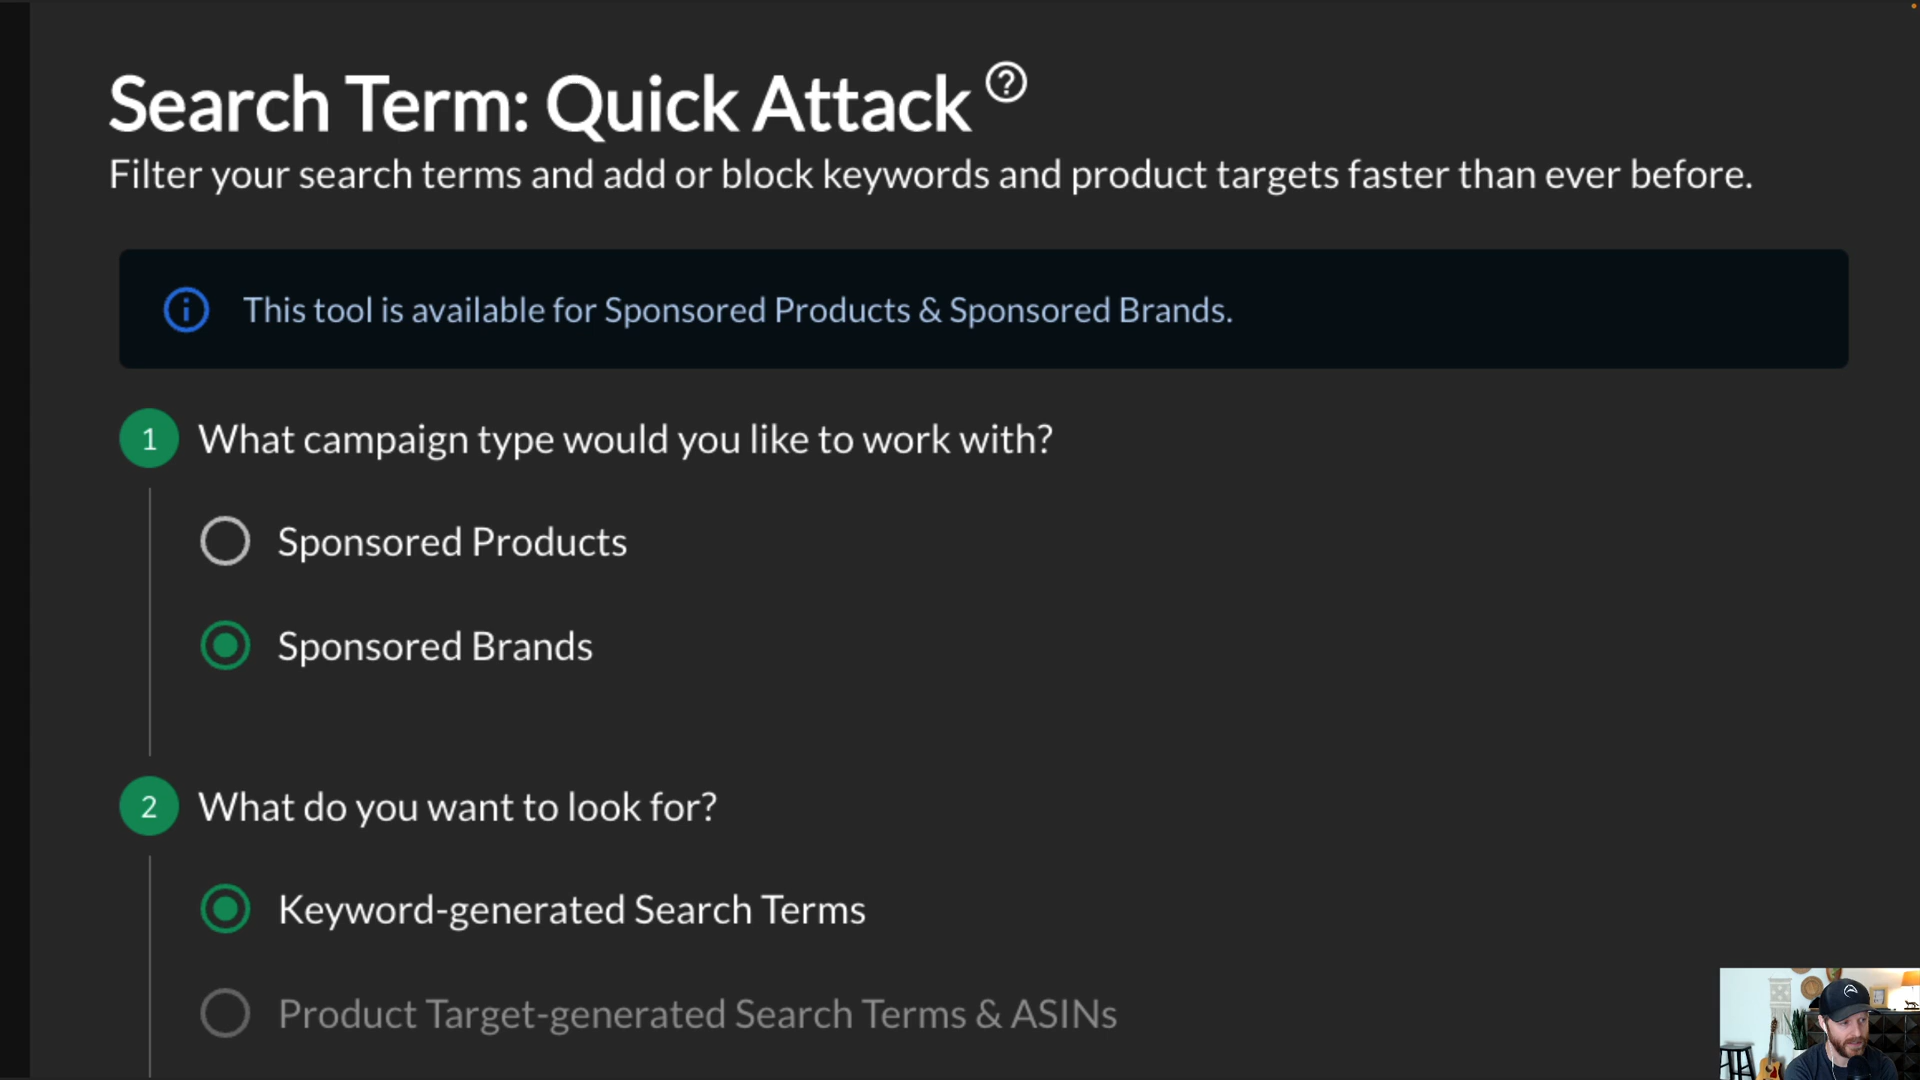 Search Term: Quick Attack ?
Filter your search terms and add or block keywords and product targets faster than ever before.
This tool is available for Sponsored Products & Sponsored Brands.
1 What campaign type would you like to work with?
Sponsored Products
Sponsored Brands
2 What do you want to look for?
Keyword-generated Search Terms
Product Target-generated Search Terms & ASINs